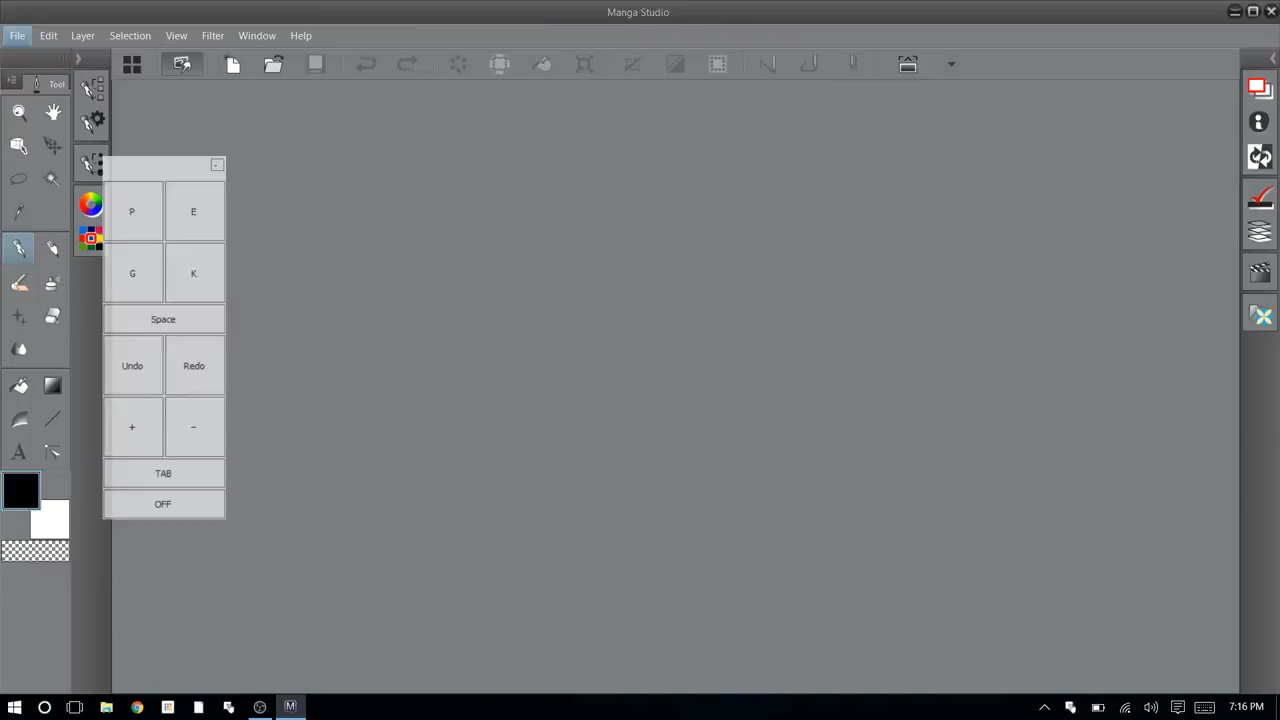 Manga Studio
File Edit Layer Selection View Filter Window Help
Tool
P E
G K
Space
Undo Redo
+ -
TAB
OFF
A
M
7:16 PM